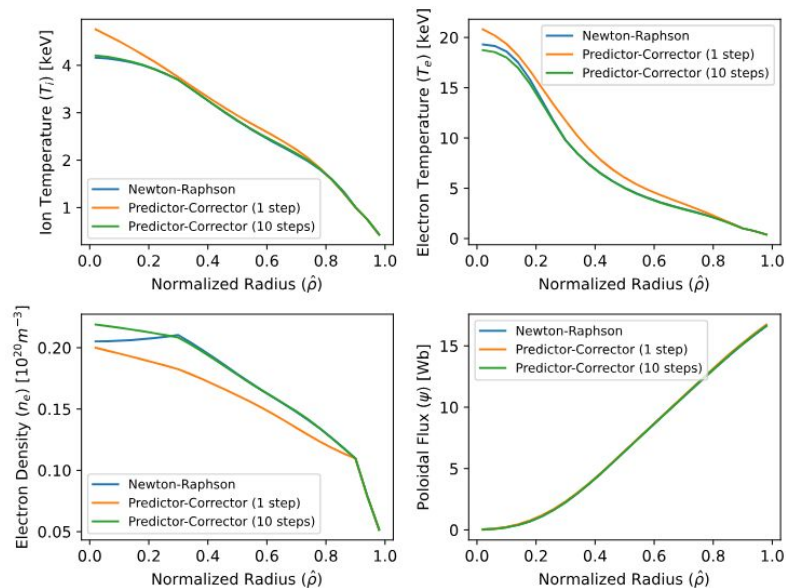 Ion Temperature (T_i) [keV]
4
3
2
1
Newton-Raphson
Predictor-Corrector (1 step)
Predictor-Corrector (10 steps)
0.0 0.2 0.4 0.6 0.8 1.0
Normalized Radius (ρ̂)
Electron Temperature (T_e) [keV]
20
15
10
5
0
Newton-Raphson
Predictor-Corrector (1 step)
Predictor-Corrector (10 steps)
0.0 0.2 0.4 0.6 0.8 1.0
Normalized Radius (ρ̂)
Electron Density (n_e) [10²⁰m⁻³]
0.20
0.15
0.10
0.05
Newton-Raphson
Predictor-Corrector (1 step)
Predictor-Corrector (10 steps)
0.0 0.2 0.4 0.6 0.8 1.0
Normalized Radius (ρ̂)
Poloidal Flux (ψ) [Wb]
15
10
5
0
Newton-Raphson
Predictor-Corrector (1 step)
Predictor-Corrector (10 steps)
0.0 0.2 0.4 0.6 0.8 1.0
Normalized Radius (ρ̂)